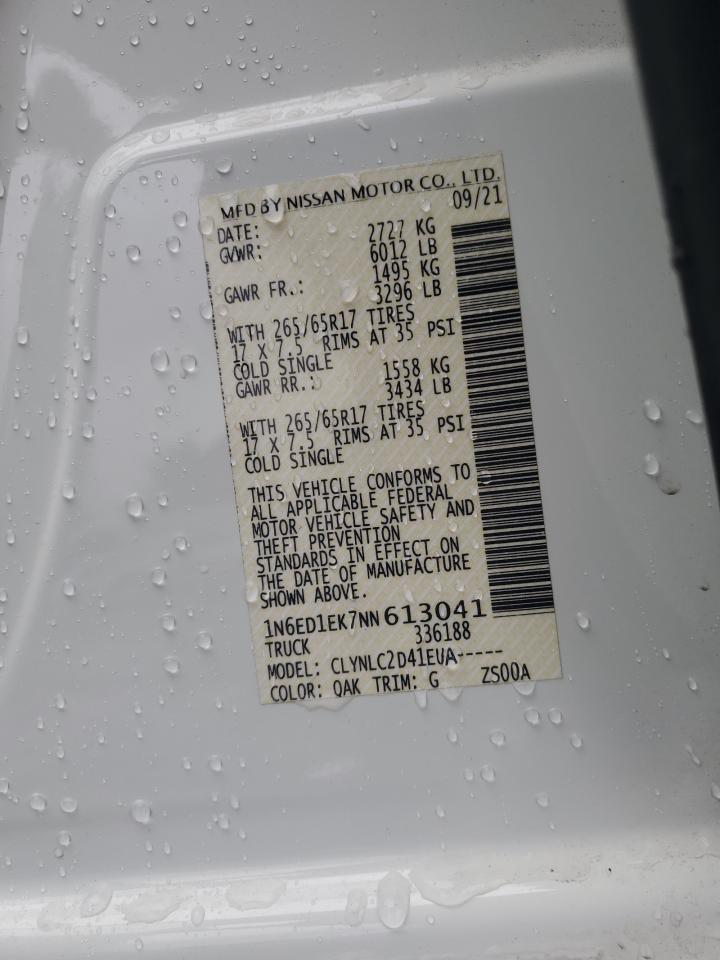 MFD BY NISSAN MOTOR CO., LTD.
DATE: 09/21
GVWR: 2727 KG
6012 LB
GAWR FR.: 1495 KG
3296 LB
WITH 265/65R17 TIRES
17 X 7.5 RIMS AT 35 PSI
COLD SINGLE
GAWR RR.: 1558 KG
3434 LB
WITH 265/65R17 TIRES
17 X 7.5 RIMS AT 35 PSI
COLD SINGLE
THIS VEHICLE CONFORMS TO
ALL APPLICABLE FEDERAL
MOTOR VEHICLE SAFETY AND
THEFT PREVENTION
STANDARDS IN EFFECT ON
THE DATE OF MANUFACTURE
SHOWN ABOVE.
1N6ED1EK7NN613041
TRUCK 336188
MODEL: CLYNLC2D41EUA-----
COLOR: QAK TRIM: G ZS00A